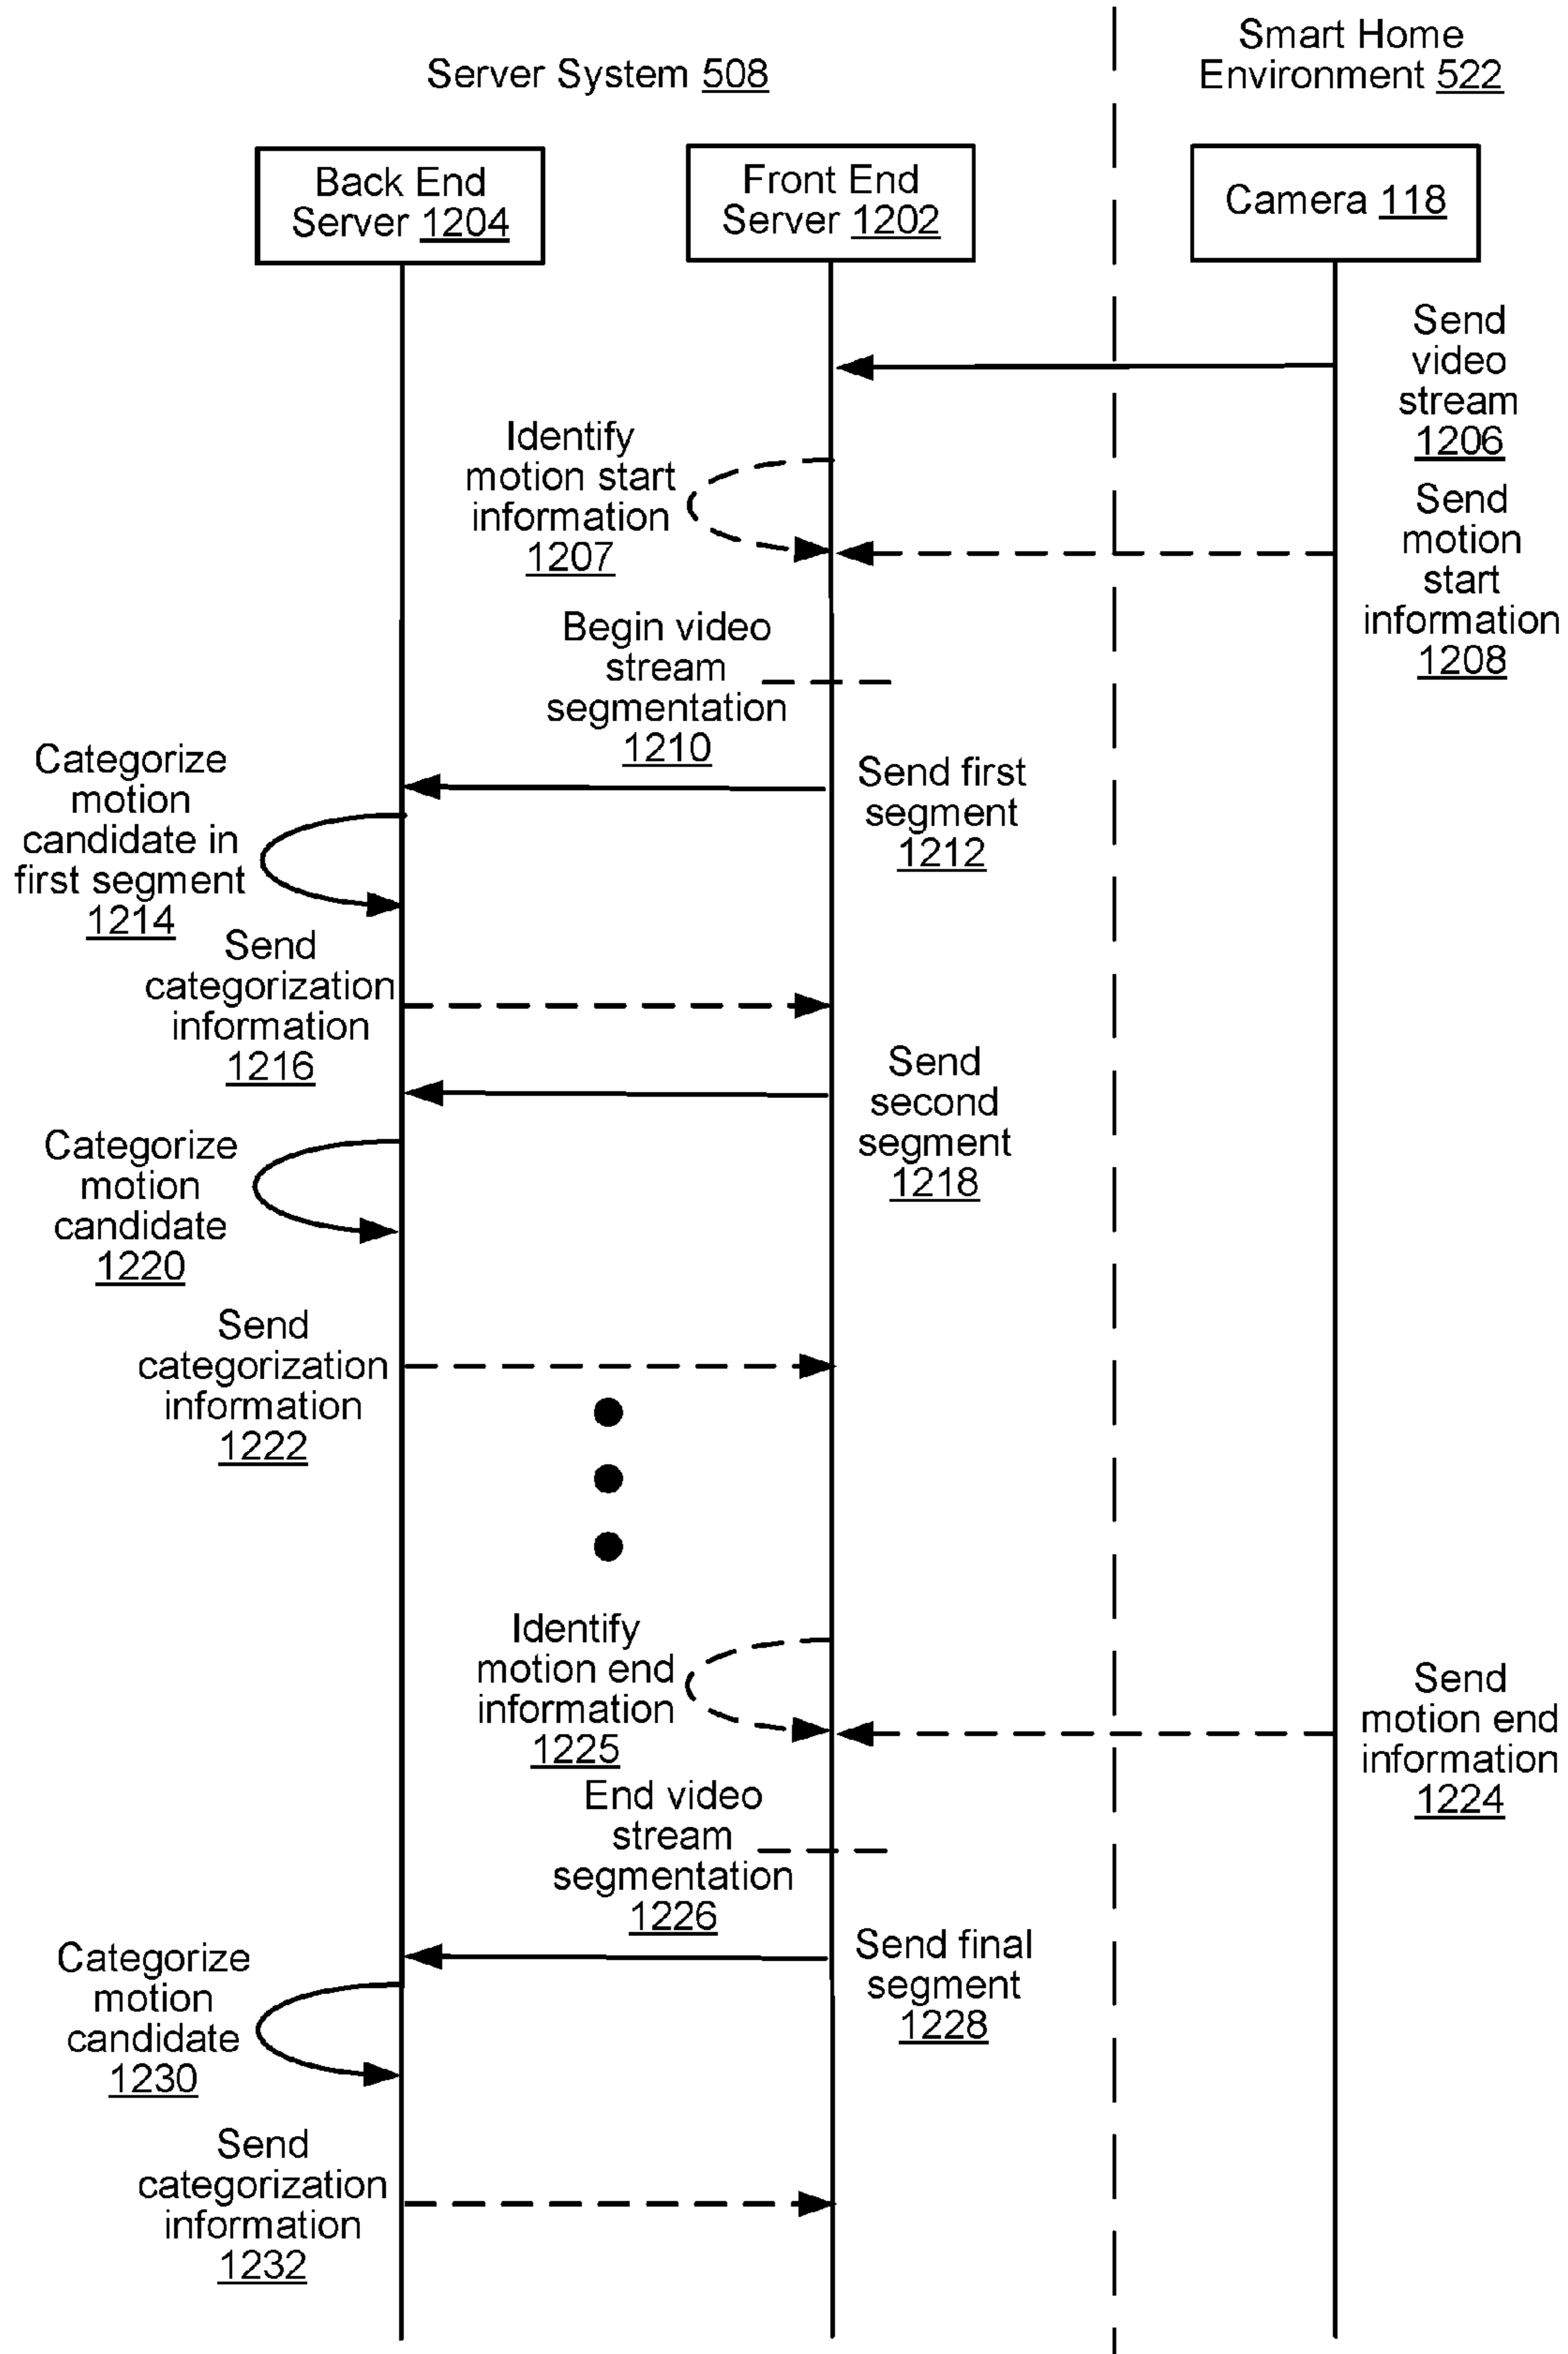 Server System 508
Smart Home
Environment 522
Back End
Server 1204
Front End
Server 1202
Camera 118
Send
video
stream
1206
Identify
motion start
information
1207
Send
motion
start
information
1208
Begin video
stream
segmentation
1210
Categorize
motion
candidate in
first segment
1214
Send first
segment
1212
Send
categorization
information
1216
Send
second
segment
1218
Categorize
motion
candidate
1220
Send
categorization
information
1222
Identify
motion end
information
1225
Send
motion end
information
1224
End video
stream
segmentation
1226
Send final
segment
1228
Categorize
motion
candidate
1230
Send
categorization
information
1232